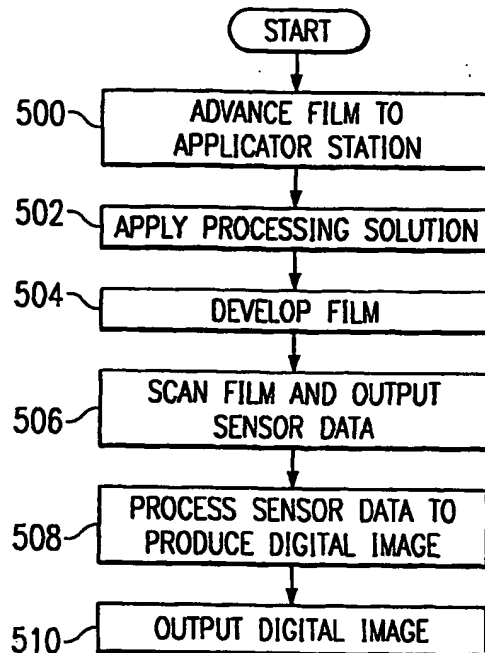 START
500
ADVANCE FILM TO
APPLICATOR STATION
502
APPLY PROCESSING SOLUTION
504
DEVELOP FILM
506
SCAN FILM AND OUTPUT
SENSOR DATA
508
PROCESS SENSOR DATA TO
PRODUCE DIGITAL IMAGE
510
OUTPUT DIGITAL IMAGE